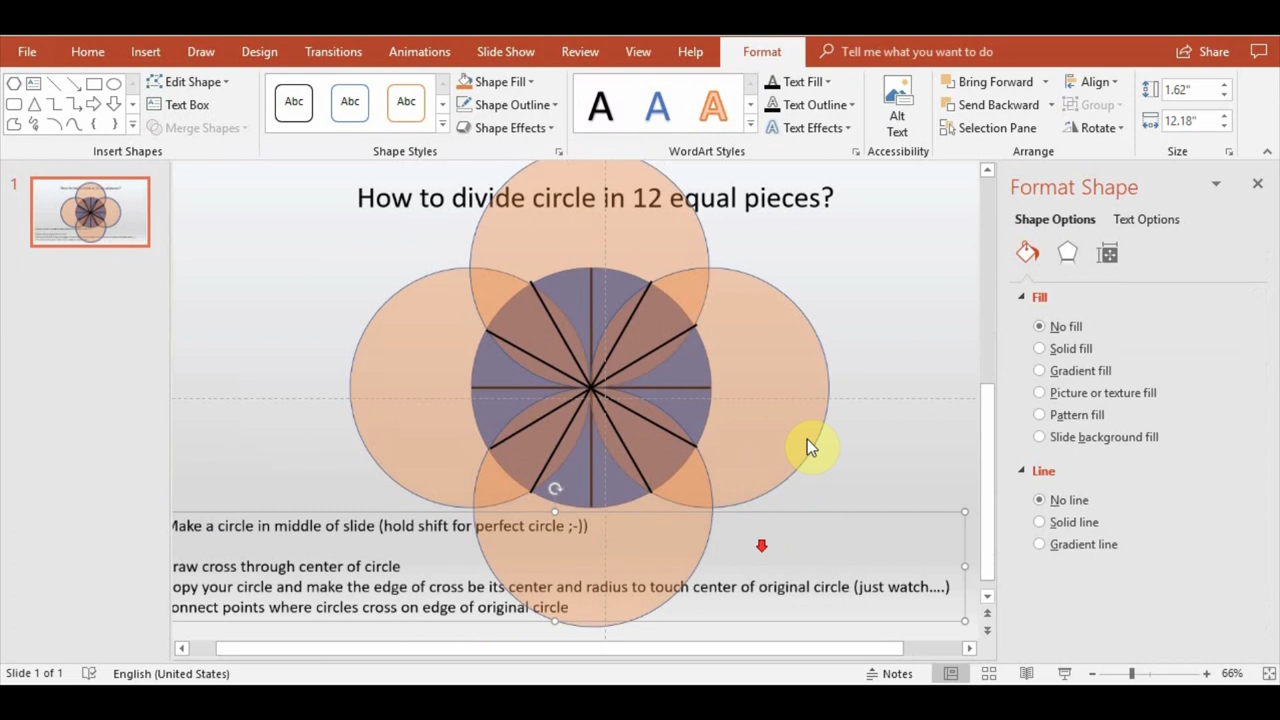 File Home Insert Draw Design Transitions Animations Slide Show Review View Help Format Tell me what you want to do Share
Edit Shape Shape Fill Text Fill Bring Forward Align 1.62"
Text Box Abc Abc Abc Shape Outline A A A Text Outline Send Backward Group 12.18"
Merge Shapes Shape Effects Text Effects Alt Text Selection Pane Rotate
Insert Shapes Shape Styles WordArt Styles Accessibility Arrange Size
1
How to divide circle in 12 equal pieces?
Make a circle in middle of slide (hold shift for perfect circle ;-))
raw cross through center of circle
opy your circle and make the edge of cross be its center and radius to touch center of original circle (just watch....)
onnect points where circles cross on edge of original circle
Format Shape
Shape Options Text Options
Fill
No fill
Solid fill
Gradient fill
Picture or texture fill
Pattern fill
Slide background fill
Line
No line
Solid line
Gradient line
Slide 1 of 1 English (United States) Notes 66%